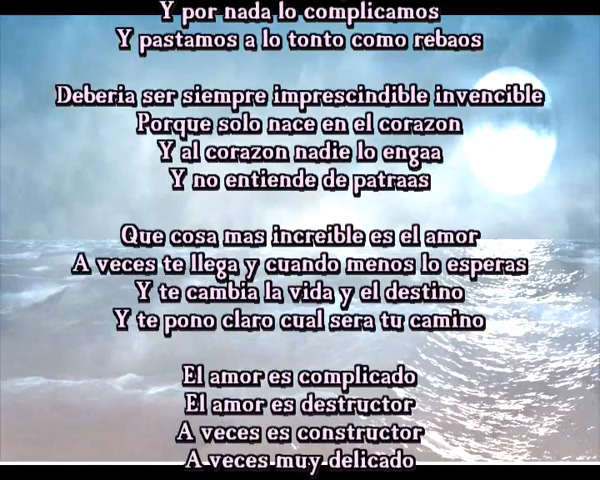 Y por nada lo complicamos
Y pastamos a lo tonto como rebaos
Deberia ser siempre imprescindible invencible
Porque solo nace en el corazon
Y al corazon nadie lo engaa
Y no entiende de patraas
Que cosa mas increible es el amor
A veces te llega y cuando menos lo esperas
Y te cambia la vida y el destino
Y te pono claro cual sera tu camino
El amor es complicado
El amor es destructor
A veces es constructor
A veces muy delicado